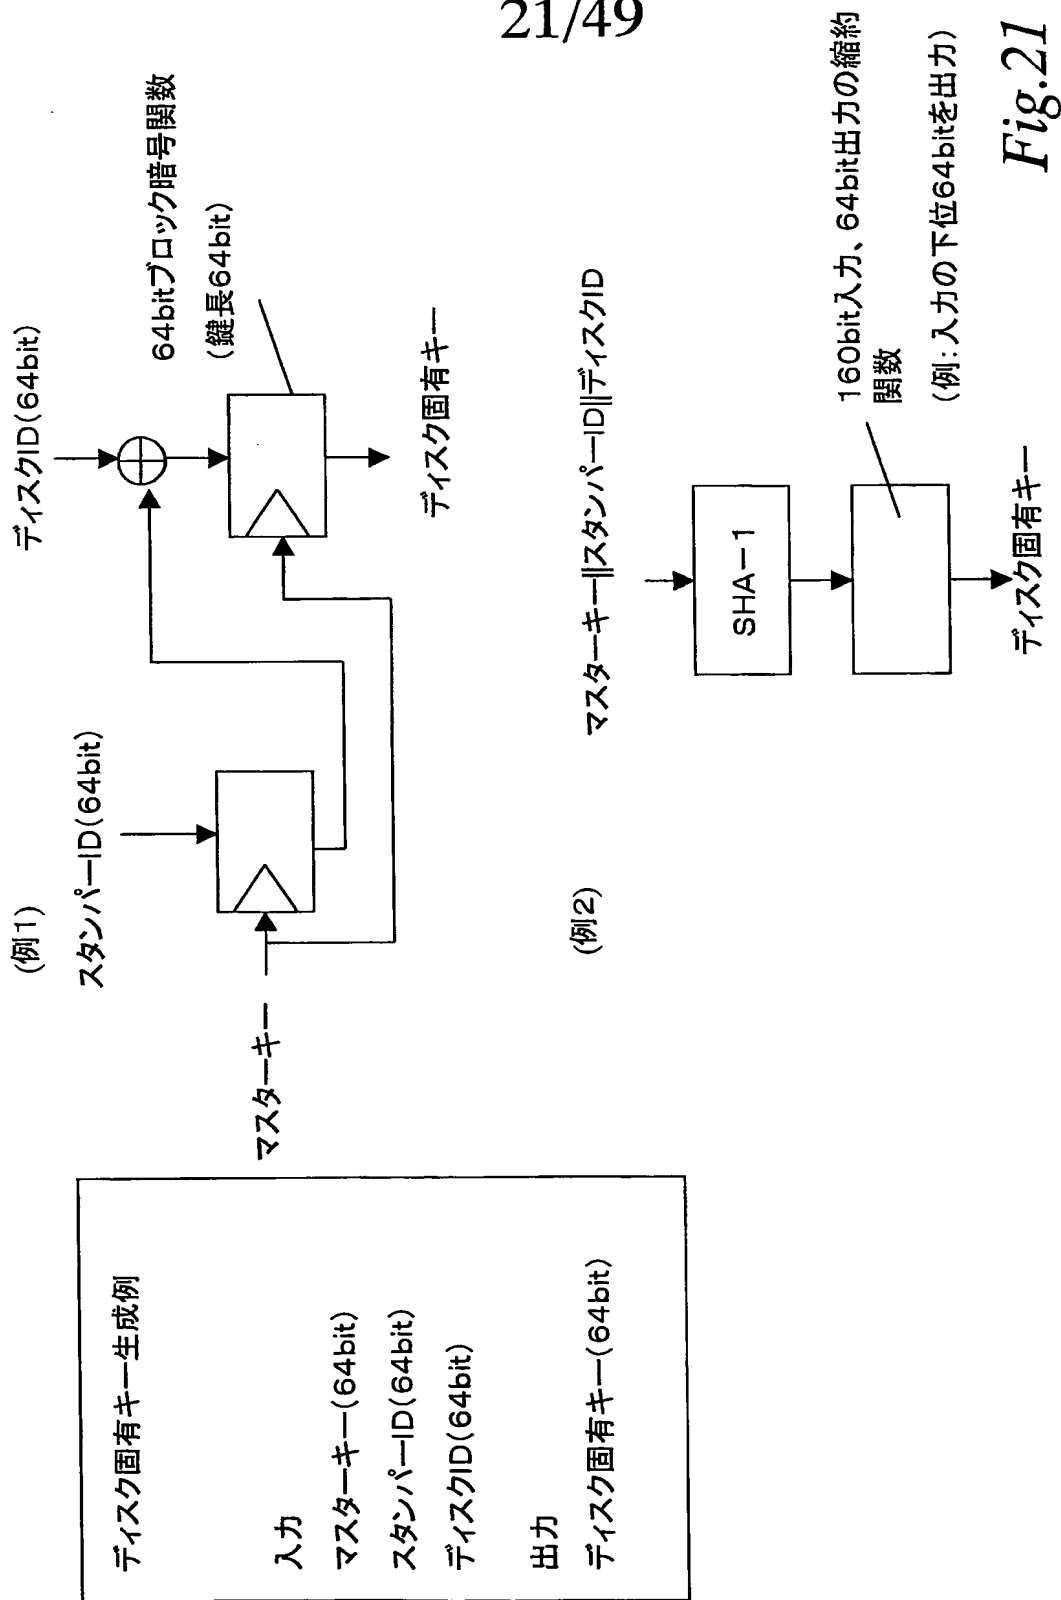 21/49
ディスク固有キー生成例
入力
マスターキー(64bit)
スタンパーID(64bit)
ディスクID(64bit)
出力
ディスク固有キー(64bit)
(例1)
スタンパーID(64bit)
ディスクID(64bit)
マスターキー
64bitブロック暗号関数
(鍵長64bit)
ディスク固有キー
(例2)
マスターキー||スタンパーID||ディスクID
SHA-1
160bit入力、64bit出力の縮約
関数
(例:入力の下位64bitを出力)
ディスク固有キー
Fig.21